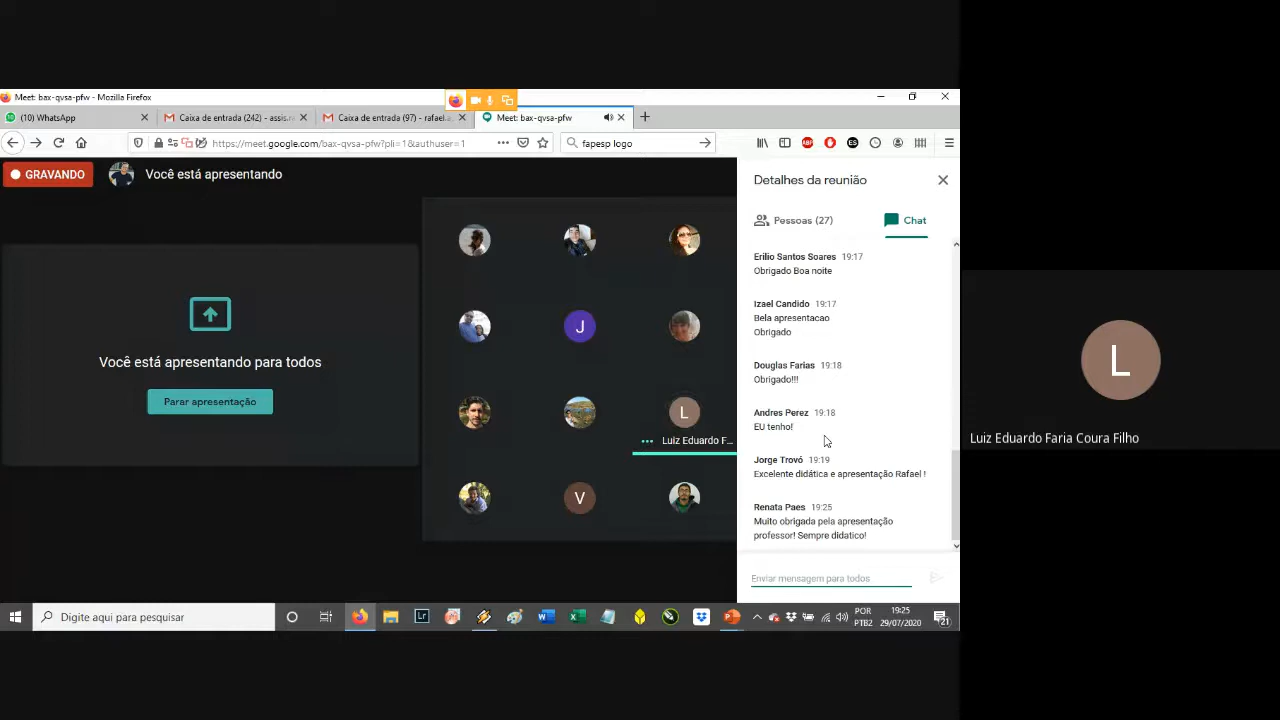 Meet: bax-qvsa-pfw - Mozilla Firefox
(10) WhatsApp
Caixa de entrada (242) - assis.r
Caixa de entrada (97) - rafael.a
Meet: bax-qvsa-pfw
https://meet.google.com/bax-qvsa-pfw?pli=1&authuser=1
fapesp logo
ABP
ES
GRAVANDO
Você está apresentando
Você está apresentando para todos
Parar apresentação
J
L
Luiz Eduardo F...
V
Detalhes da reunião
Pessoas (27)
Chat
Erilio Santos Soares 19:17
Obrigado Boa noite
Izael Candido 19:17
Bela apresentacao
Obrigado
Douglas Farias 19:18
Obrigado!!!
Andres Perez 19:18
EU tenho!
Jorge Trovó 19:19
Excelente didática e apresentação Rafael !
Renata Paes 19:25
Muito obrigada pela apresentação
professor! Sempre didatico!
Enviar mensagem para todos
L
Luiz Eduardo Faria Coura Filho
Digite aqui para pesquisar
Lr
POR
PTB2
19:25
29/07/2020
21